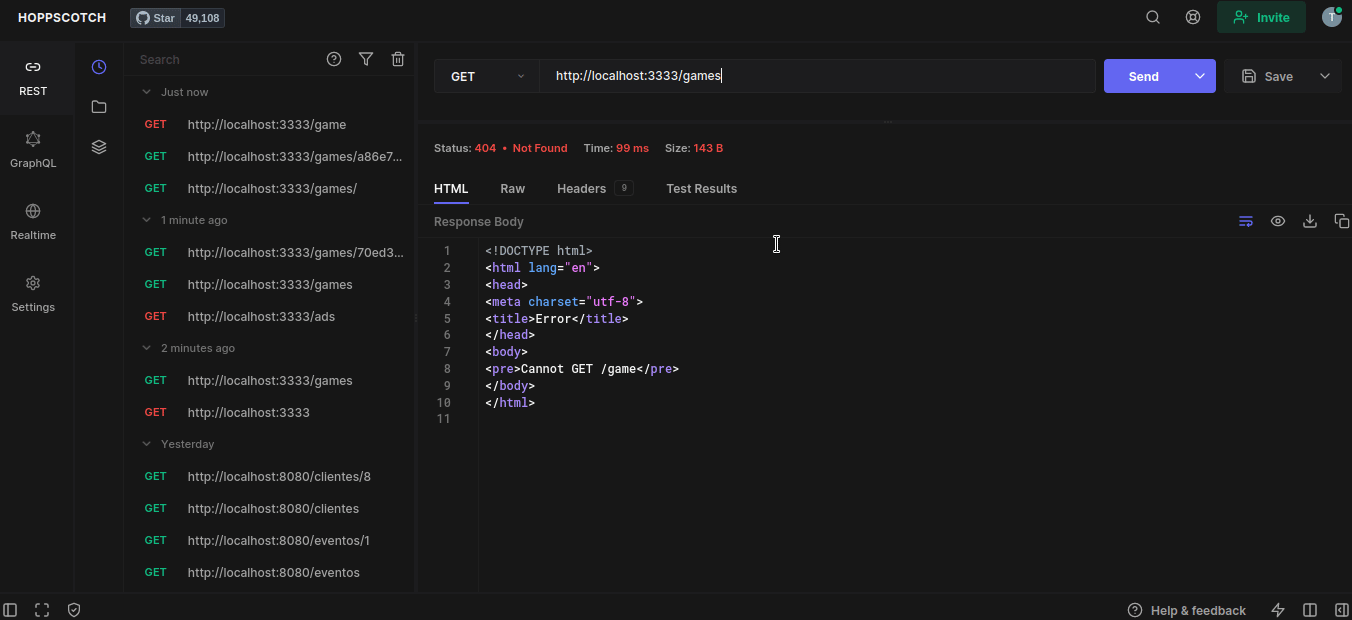 HOPPSCOTCH
Star 49,108
Invite
T
REST
GraphQL
Realtime
Settings
Search
Just now
GET http://localhost:3333/game
GET http://localhost:3333/games/a86e7...
GET http://localhost:3333/games/
1 minute ago
GET http://localhost:3333/games/70ed3...
GET http://localhost:3333/games
GET http://localhost:3333/ads
2 minutes ago
GET http://localhost:3333/games
GET http://localhost:3333
Yesterday
GET http://localhost:8080/clientes/8
GET http://localhost:8080/clientes
GET http://localhost:8080/eventos/1
GET http://localhost:8080/eventos
GET http://localhost:3333/games
Send
Save
Status: 404 • Not Found Time: 99 ms Size: 143 B
HTML Raw Headers 9 Test Results
Response Body
1 <!DOCTYPE html>
2 <html lang="en">
3 <head>
4 <meta charset="utf-8">
5 <title>Error</title>
6 </head>
7 <body>
8 <pre>Cannot GET /game</pre>
9 </body>
10 </html>
11
Help & feedback